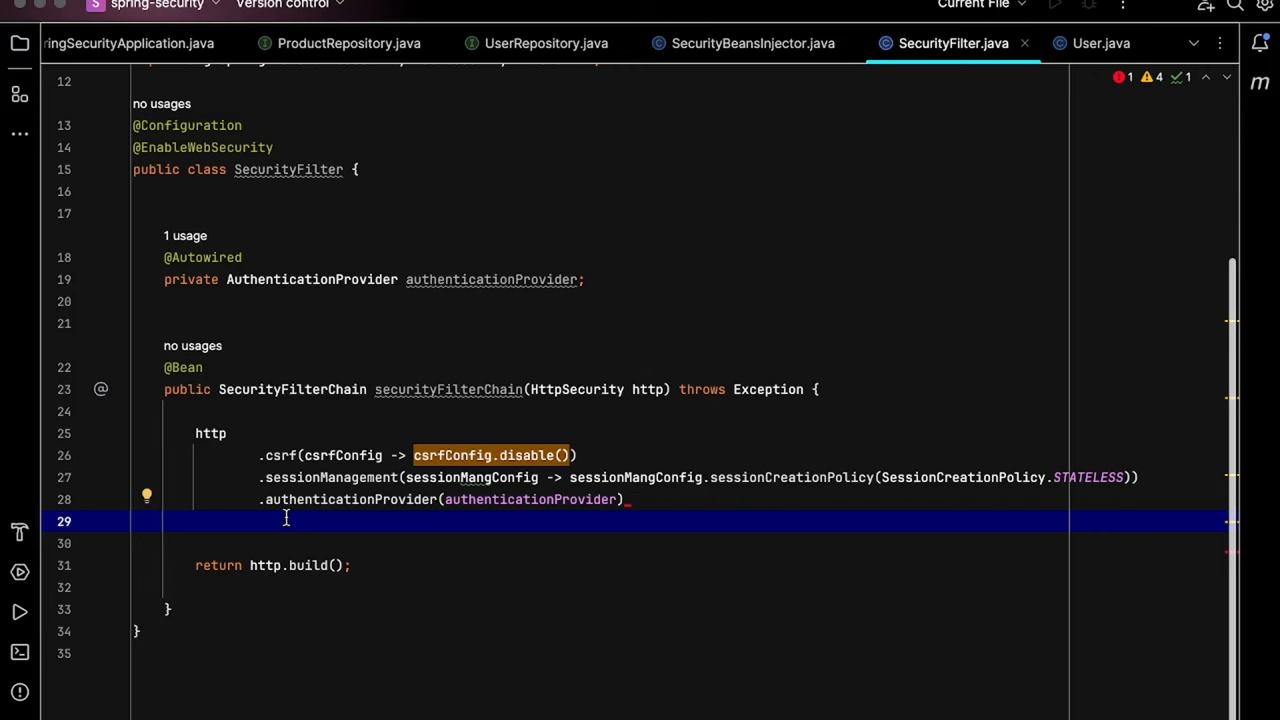 S spring-security Version control Current File
ringSecurityApplication.java ProductRepository.java UserRepository.java SecurityBeansInjector.java SecurityFilter.java User.java
1 4 1
12
no usages
13 @Configuration
14 @EnableWebSecurity
15 public class SecurityFilter {
16
17
1 usage
18 @Autowired
19 private AuthenticationProvider authenticationProvider;
20
21
no usages
22 @Bean
23 public SecurityFilterChain securityFilterChain(HttpSecurity http) throws Exception {
24
25 http
26 .csrf(csrfConfig -> csrfConfig.disable())
27 .sessionManagement(sessionMangConfig -> sessionMangConfig.sessionCreationPolicy(SessionCreationPolicy.STATELESS))
28 .authenticationProvider(authenticationProvider)
29
30
31 return http.build();
32
33 }
34 }
35